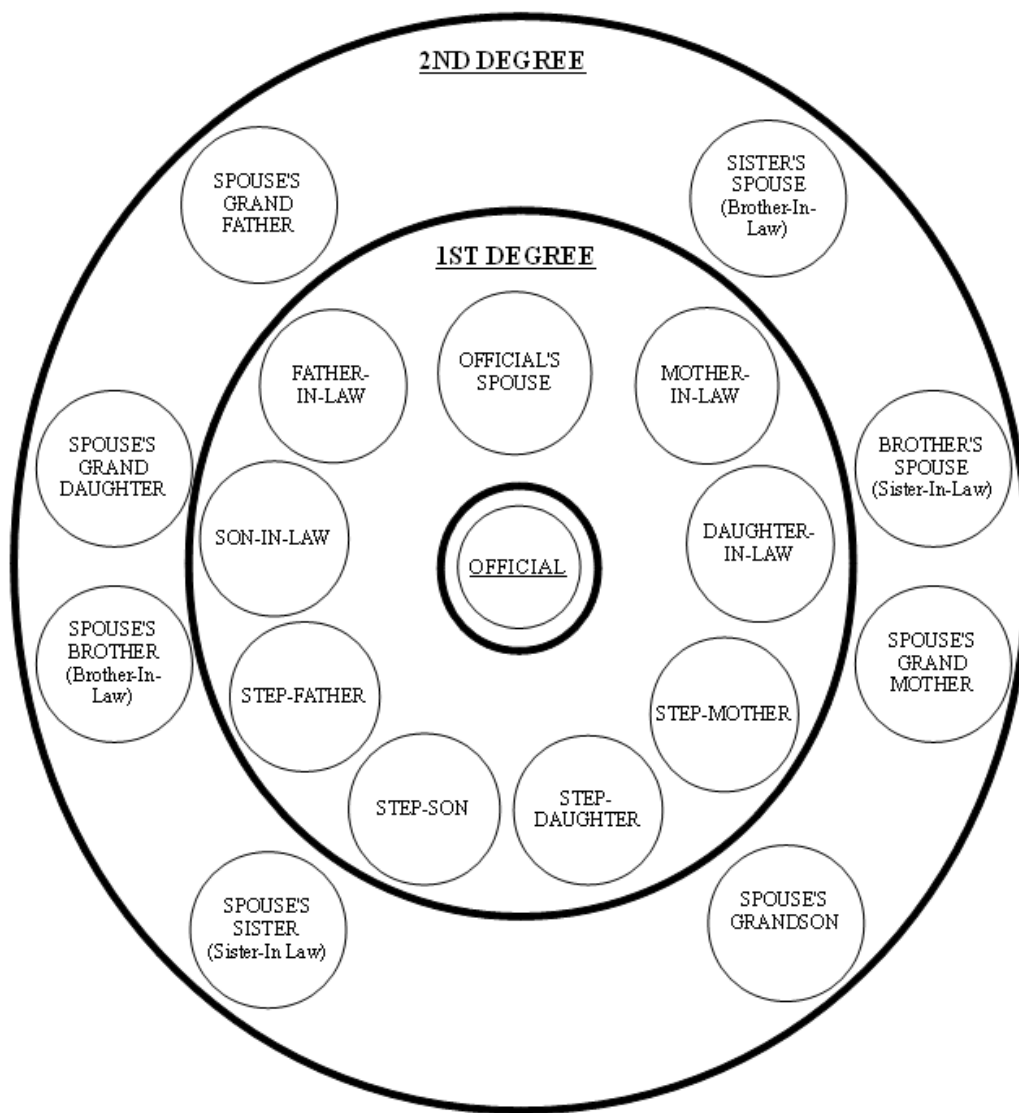 2ND DEGREE
SPOUSE'S
GRAND
FATHER
SISTER'S
SPOUSE
(Brother-In-
Law)
1ST DEGREE
FATHER-
IN-LAW
OFFICIAL'S
SPOUSE
MOTHER-
IN-LAW
SPOUSE'S
GRAND
DAUGHTER
BROTHER'S
SPOUSE
(Sister-In-Law)
SON-IN-LAW
OFFICIAL
DAUGHTER-
IN-LAW
SPOUSE'S
BROTHER
(Brother-In-
Law)
STEP-FATHER
STEP-MOTHER
SPOUSE'S
GRAND
MOTHER
STEP-SON
STEP-
DAUGHTER
SPOUSE'S
SISTER
(Sister-In Law)
SPOUSE'S
GRANDSON